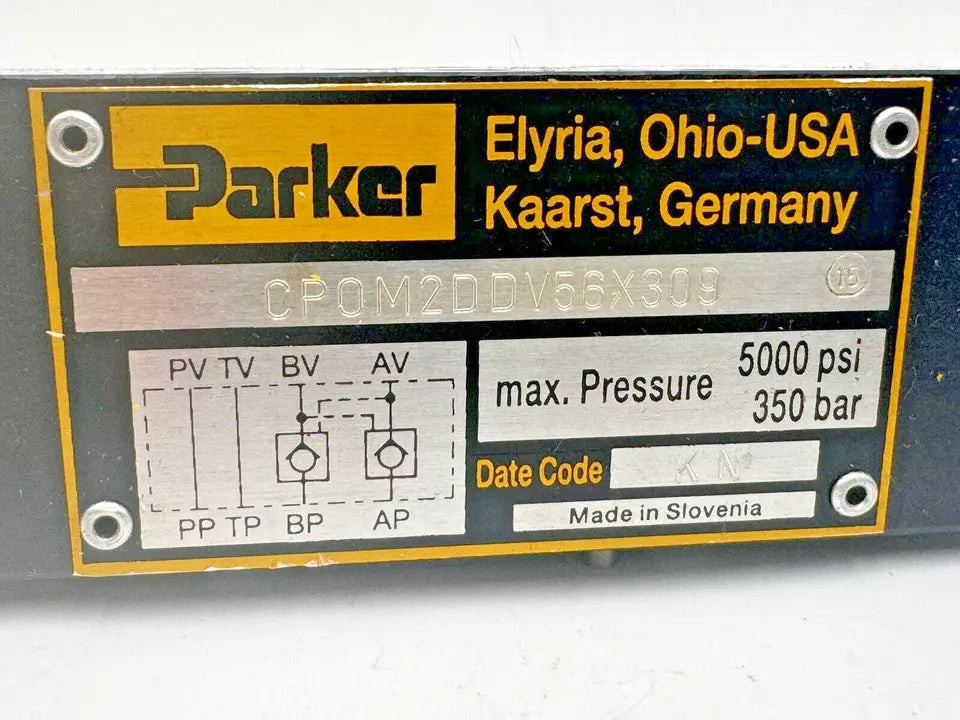 Parker
Elyria, Ohio-USA
Kaarst, Germany
CPOM2DDV56X309 15
PV TV BV AV
PP TP BP AP
max. Pressure 5000 psi
350 bar
Date Code K N
Made in Slovenia